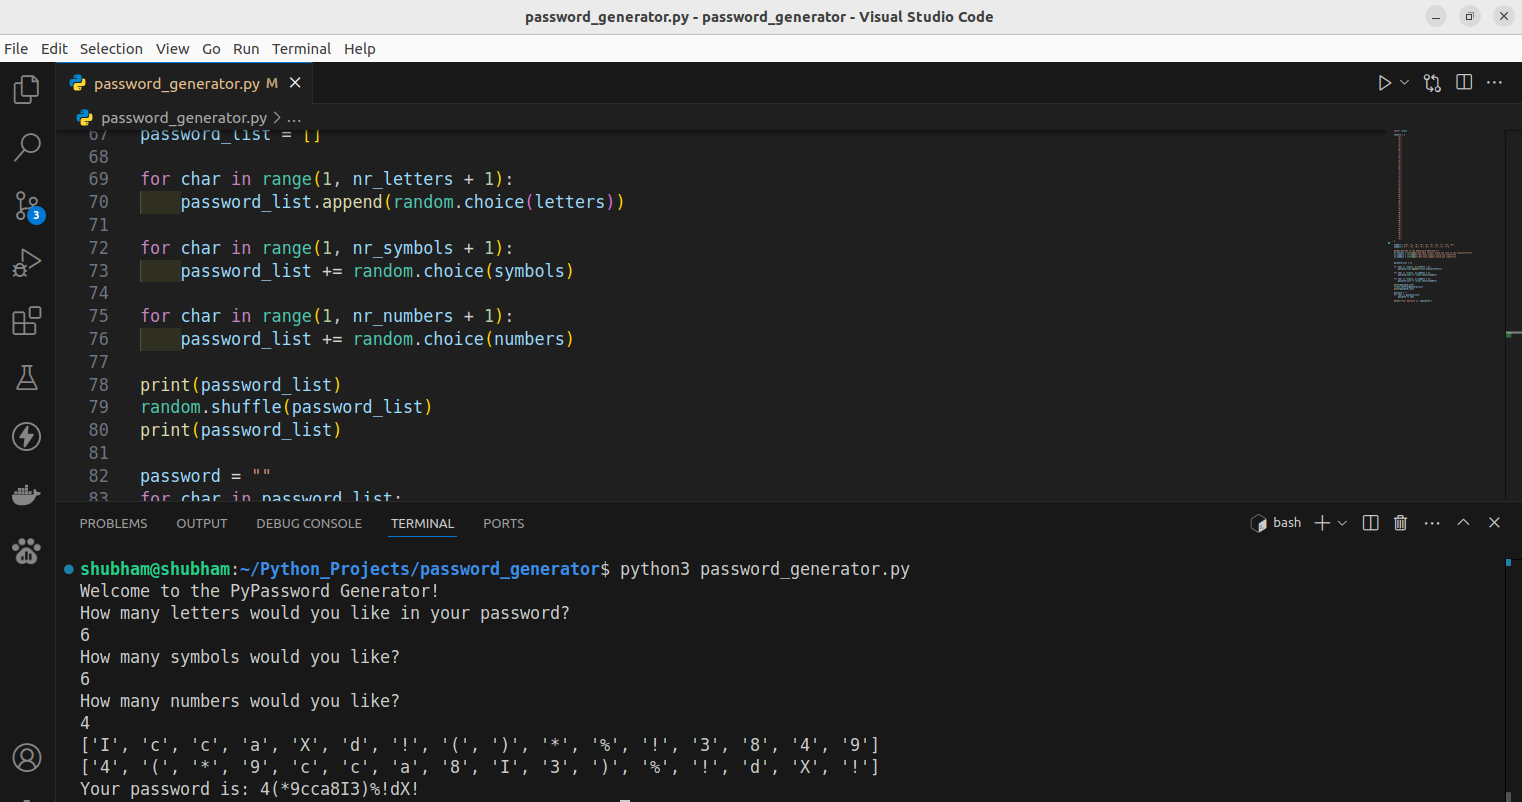 password_generator.py - password_generator - Visual Studio Code
File Edit Selection View Go Run Terminal Help
password_generator.py M
password_generator.py > ...
67 password_list = []
68
69 for char in range(1, nr_letters + 1):
70     password_list.append(random.choice(letters))
71
72 for char in range(1, nr_symbols + 1):
73     password_list += random.choice(symbols)
74
75 for char in range(1, nr_numbers + 1):
76     password_list += random.choice(numbers)
77
78 print(password_list)
79 random.shuffle(password_list)
80 print(password_list)
81
82 password = ""
83 for char in password_list:
3
PROBLEMS OUTPUT DEBUG CONSOLE TERMINAL PORTS
bash
shubham@shubham:~/Python_Projects/password_generator$ python3 password_generator.py
Welcome to the PyPassword Generator!
How many letters would you like in your password?
6
How many symbols would you like?
6
How many numbers would you like?
4
['I', 'c', 'c', 'a', 'X', 'd', '!', '(', ')', '*', '%', '!', '3', '8', '4', '9']
['4', '(', '*', '9', 'c', 'c', 'a', '8', 'I', '3', ')', '%', '!', 'd', 'X', '!']
Your password is: 4(*9cca8I3)%!dX!